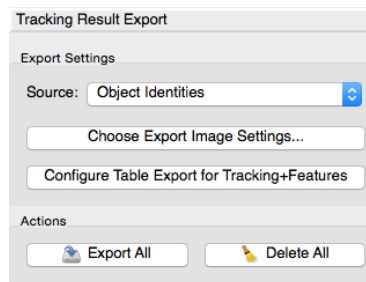 Tracking Result Export
Export Settings
Source: Object Identities
Choose Export Image Settings...
Configure Table Export for Tracking+Features
Actions
Export All Delete All